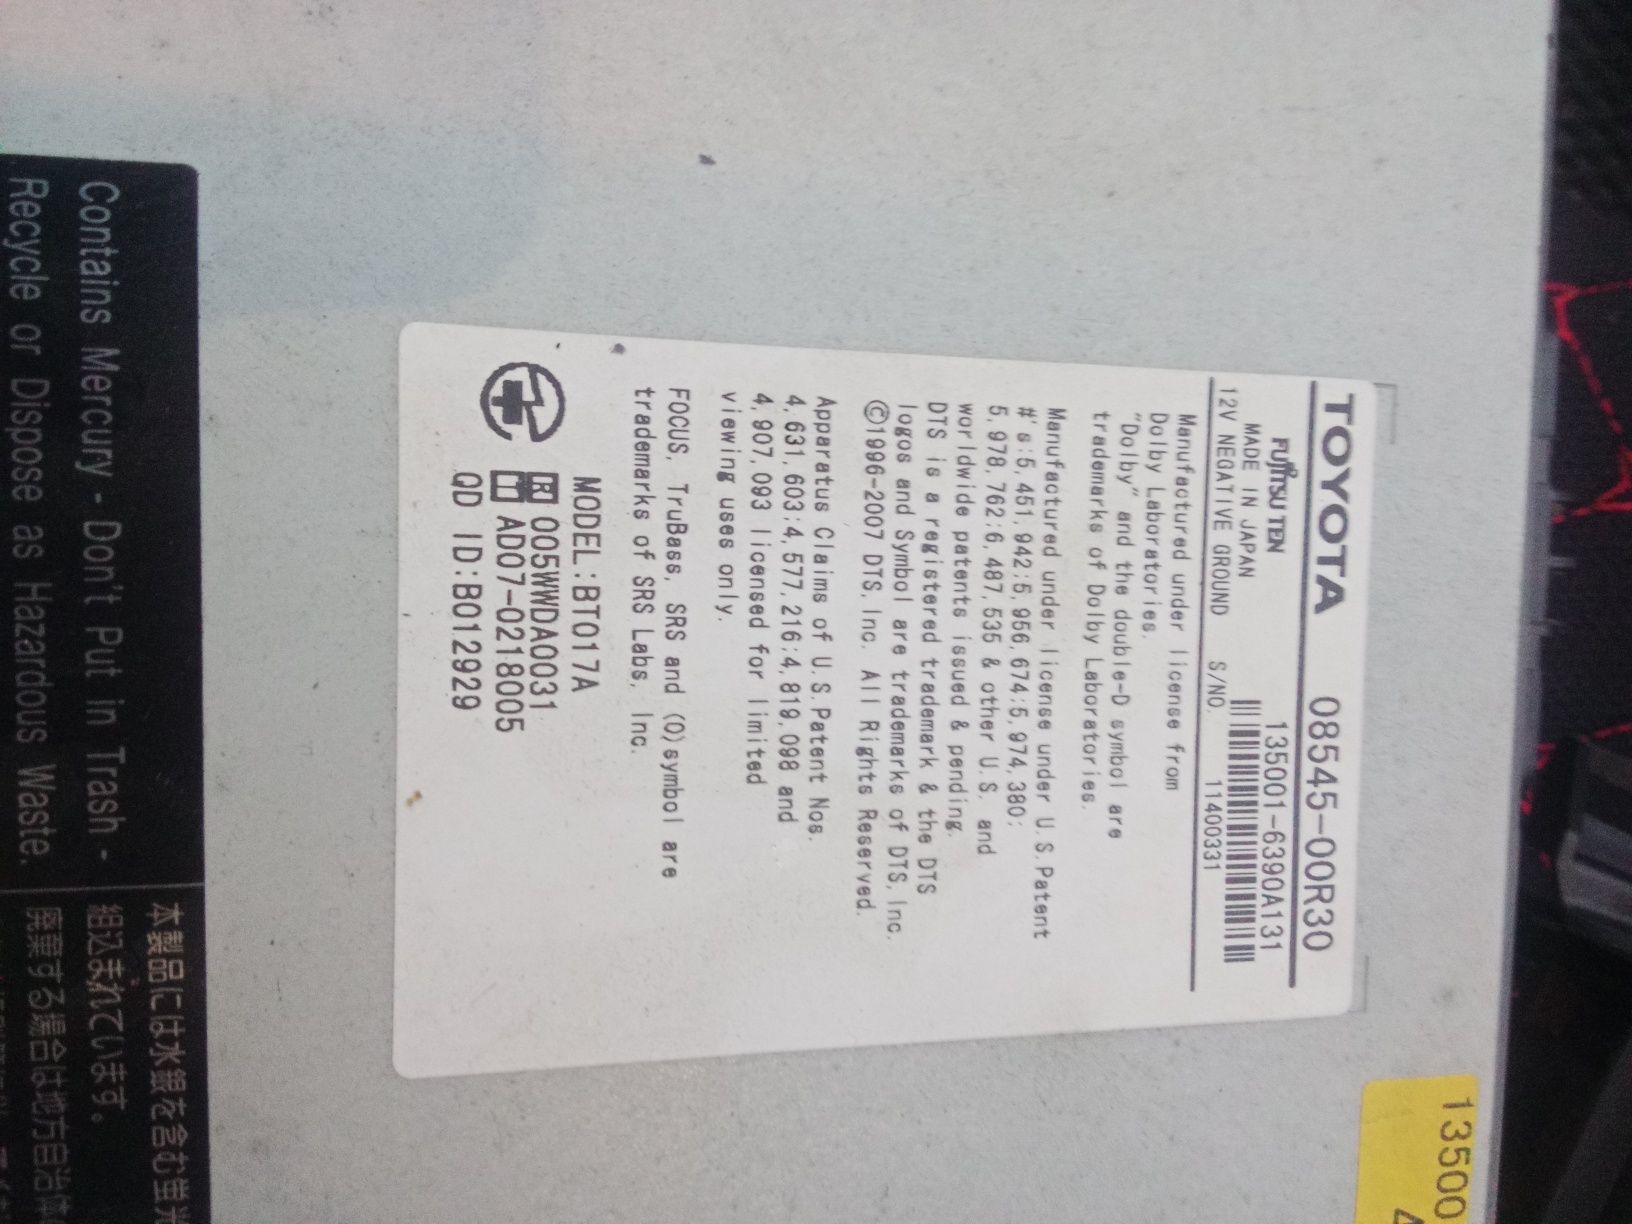 TOYOTA 08545-00R30
FUJITSU TEN 135001-6390A131
MADE IN JAPAN
12V NEGATIVE GROUND S/NO. 11400331
Manufactured under license from
Dolby Laboratories.
"Dolby" and the double-D symbol are
trademarks of Dolby Laboratories.
Manufactured under license under U.S.Patent
#'s:5,451,942;5,956,674;5,974,380;
5,978,762;6,487,535 & other U.S. and
worldwide patents issued & pending.
DTS is a registered trademark & the DTS
logos and Symbol are trademarks of DTS, Inc.
©1996-2007 DTS, Inc. All Rights Reserved.
Apparatus Claims of U.S.Patent Nos.
4,631,603;4,577,216;4,819,098 and
4,907,093 licensed for limited
viewing uses only.
FOCUS, TruBass, SRS and (O)symbol are
trademarks of SRS Labs, Inc.
MODEL:BT017A
R 005WWDA0031
T AD07-0218005
QD ID:B012929
13500
Contains Mercury - Don't Put in Trash -
Recycle or Dispose as Hazardous Waste.
本製品には水銀を含む蛍光
組込まれています。
廃棄する場合は地方自治体